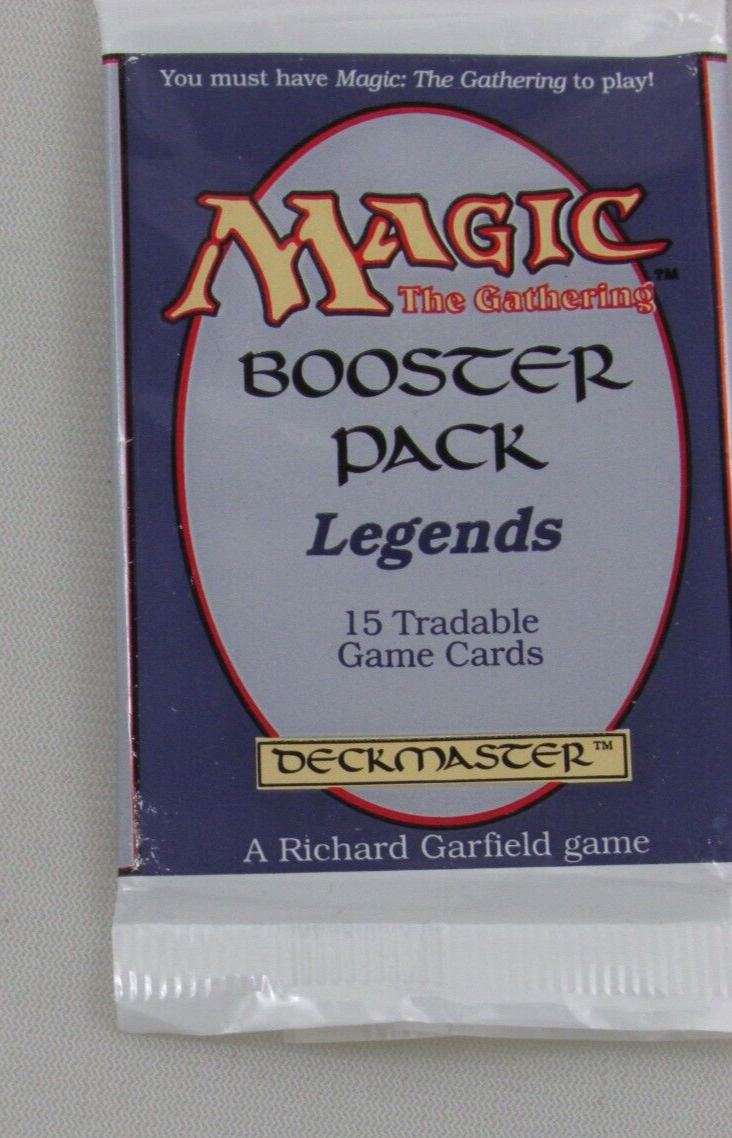 You must have Magic: The Gathering to play!
MAGIC
TM
The Gathering
BOOSTER
PACK
Legends
15 Tradable
Game Cards
DECKMASTER™
A Richard Garfield game